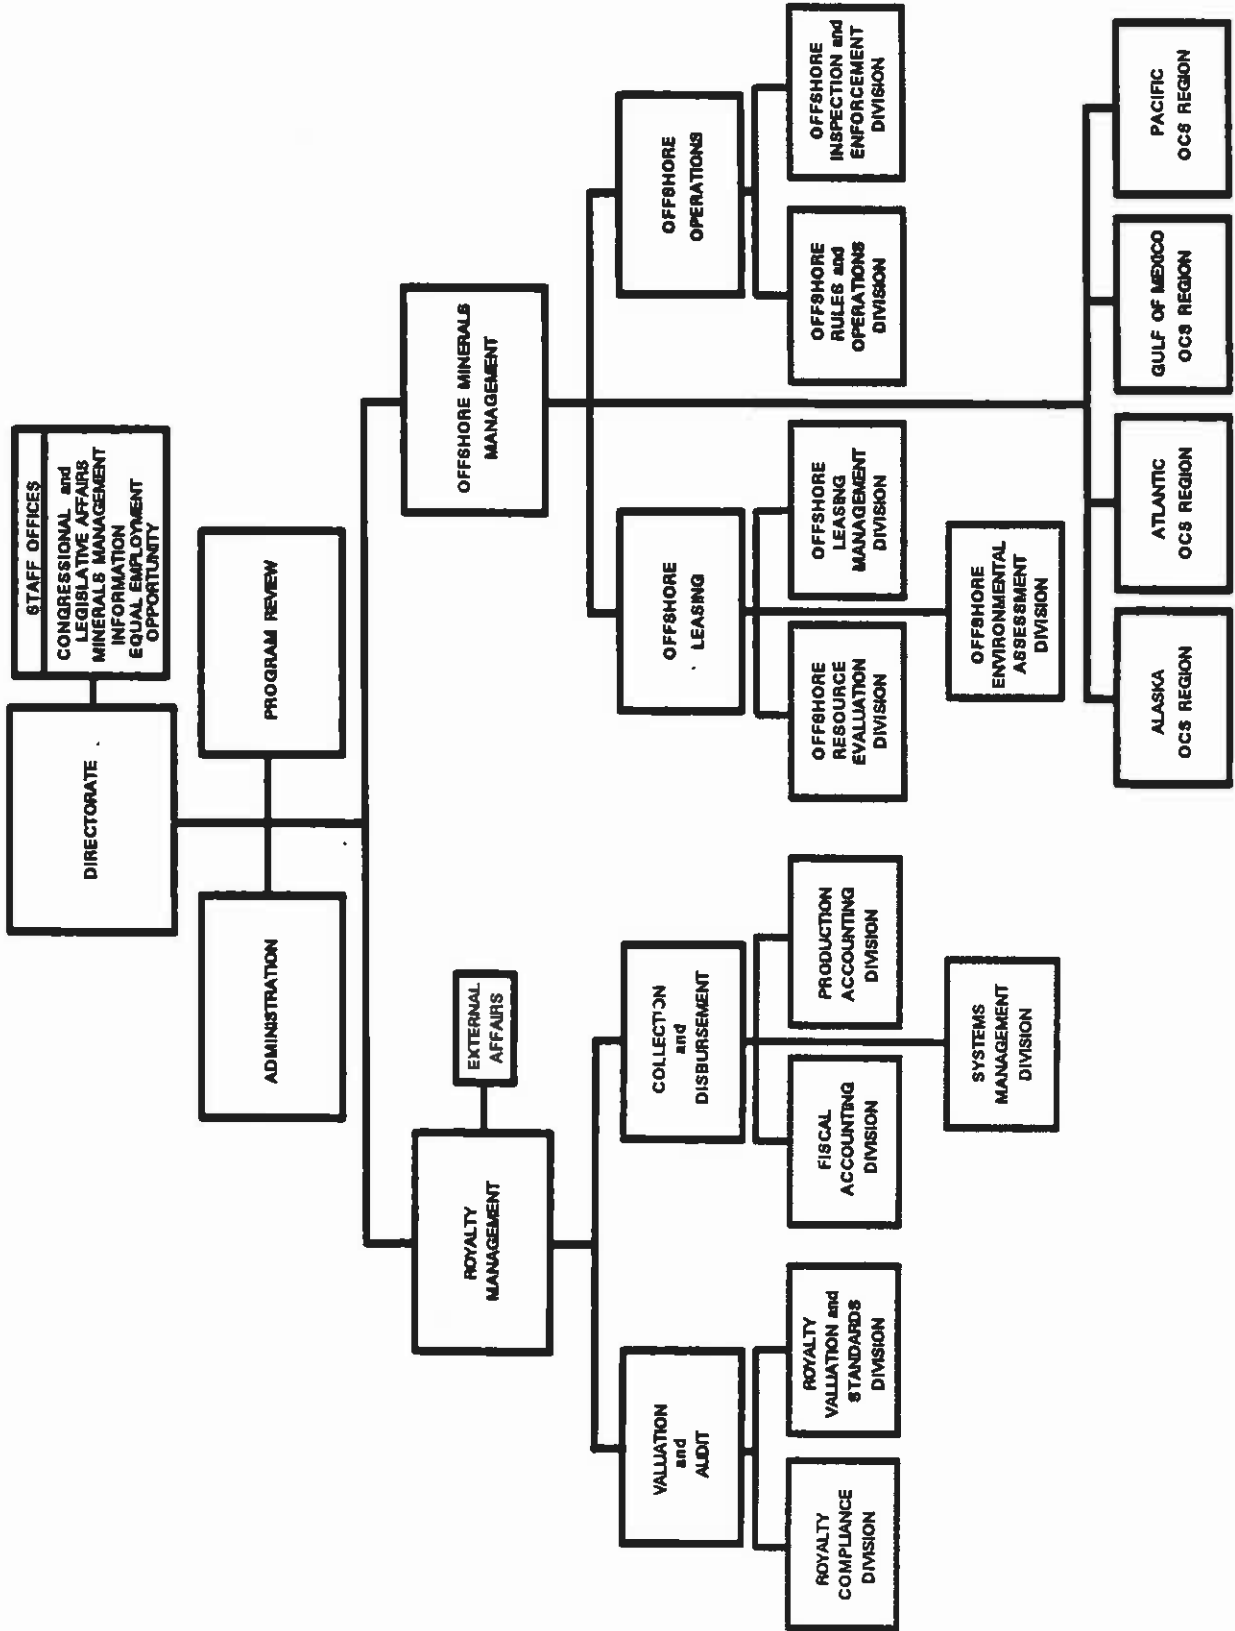 DIRECTORATE
STAFF OFFICES
CONGRESSIONAL and
LEGISLATIVE AFFAIRS
MINERALS MANAGEMENT
INFORMATION
EQUAL EMPLOYMENT
OPPORTUNITY
ADMINISTRATION
PROGRAM REVIEW
ROYALTY
MANAGEMENT
EXTERNAL
AFFAIRS
OFFSHORE MINERALS
MANAGEMENT
VALUATION
and
AUDIT
COLLECTION
and
DISBURSEMENT
OFFSHORE
LEASING
OFFSHORE
OPERATIONS
ROYALTY
COMPLIANCE
DIVISION
ROYALTY
VALUATION and
STANDARDS
DIVISION
FISCAL
ACCOUNTING
DIVISION
PRODUCTION
ACCOUNTING
DIVISION
OFFSHORE
RESOURCE
EVALUATION
DIVISION
OFFSHORE
LEASING
MANAGEMENT
DIVISION
OFFSHORE
RULES and
OPERATIONS
DIVISION
OFFSHORE
INSPECTION and
ENFORCEMENT
DIVISION
SYSTEMS
MANAGEMENT
DIVISION
OFFSHORE
ENVIRONMENTAL
ASSESSMENT
DIVISION
ALASKA
OCS REGION
ATLANTIC
OCS REGION
GULF OF MEXICO
OCS REGION
PACIFIC
OCS REGION